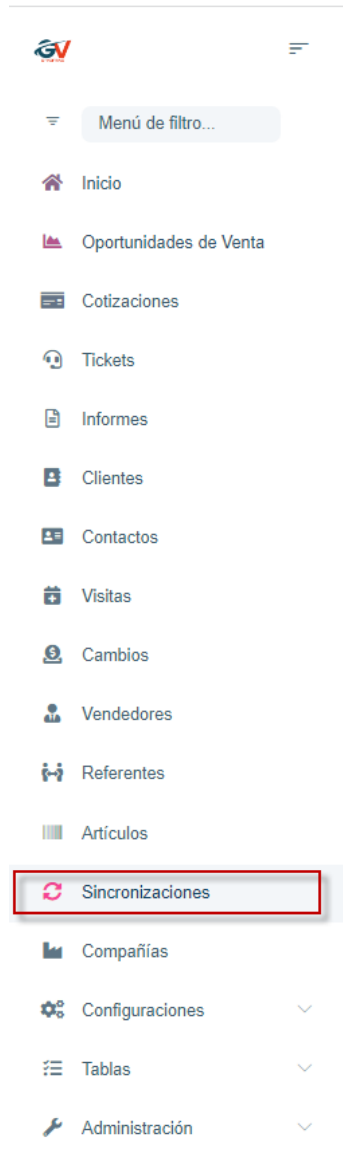 GV
Menú de filtro...
Inicio
Oportunidades de Venta
Cotizaciones
Tickets
Informes
Clientes
Contactos
Visitas
Cambios
Vendedores
Referentes
Artículos
Sincronizaciones
Compañías
Configuraciones
Tablas
Administración